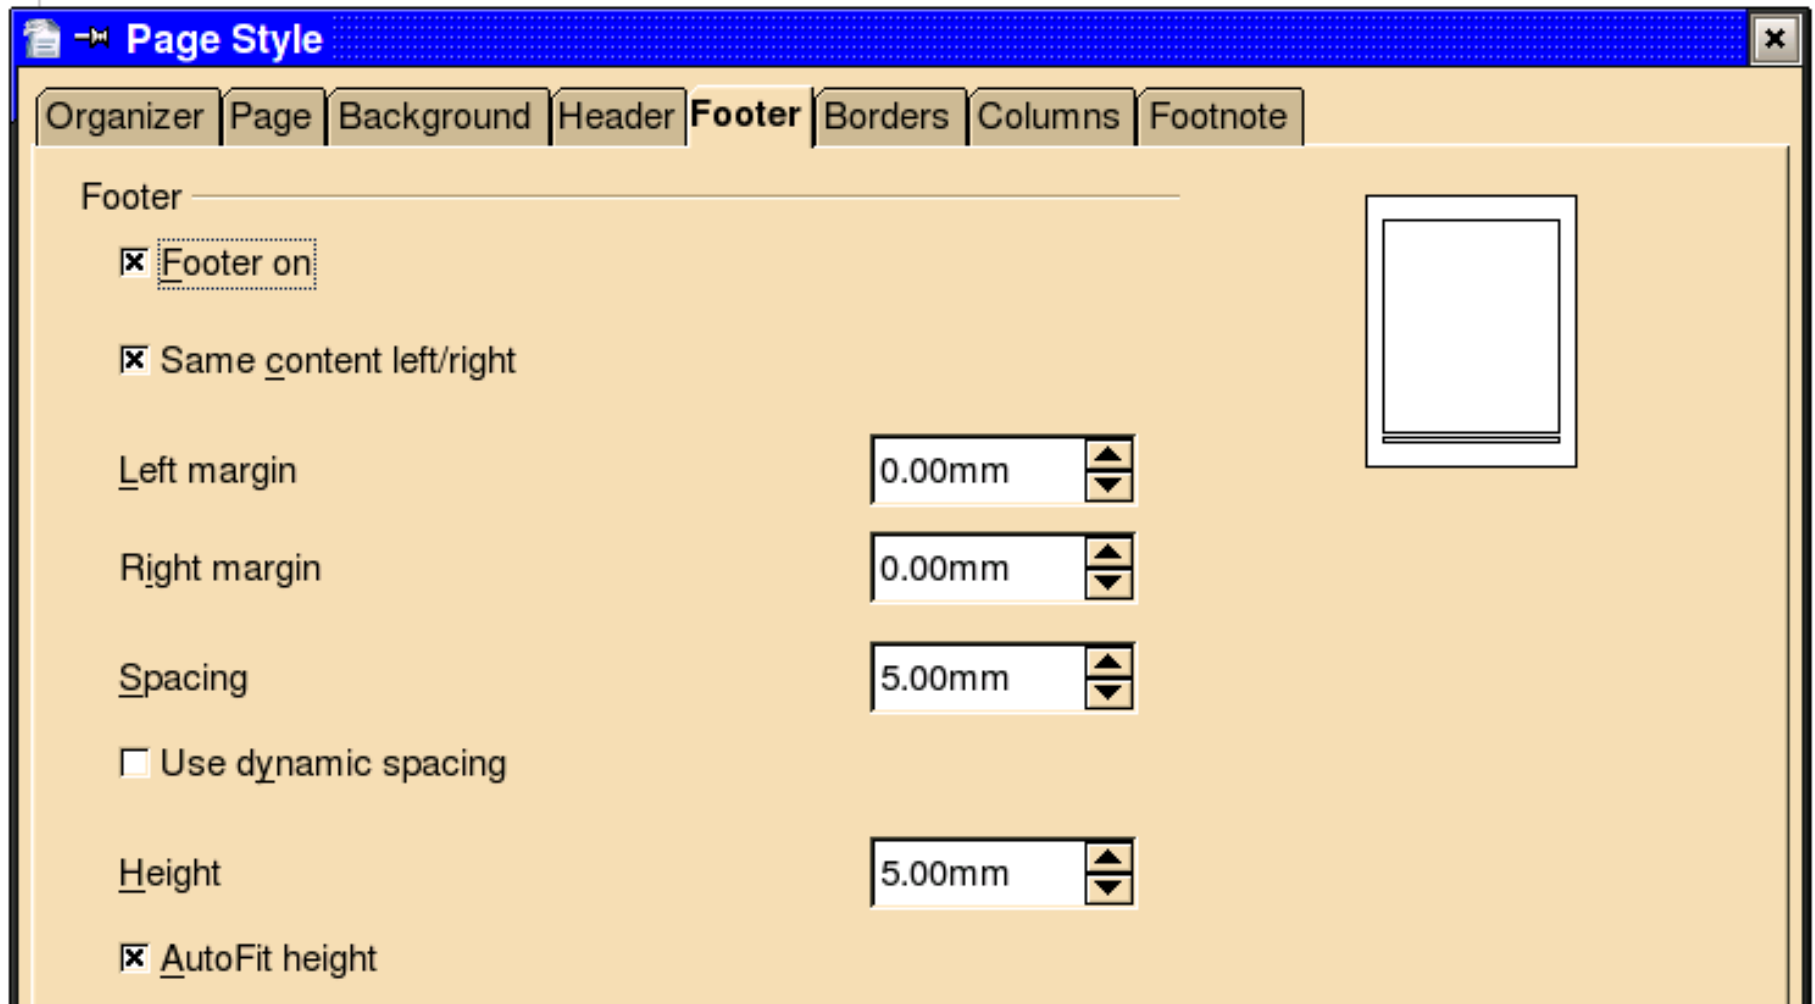 Page Style
Organizer Page Background Header Footer Borders Columns Footnote
Footer
Footer on
Same content left/right
Left margin 0.00mm
Right margin 0.00mm
Spacing 5.00mm
Use dynamic spacing
Height 5.00mm
AutoFit height